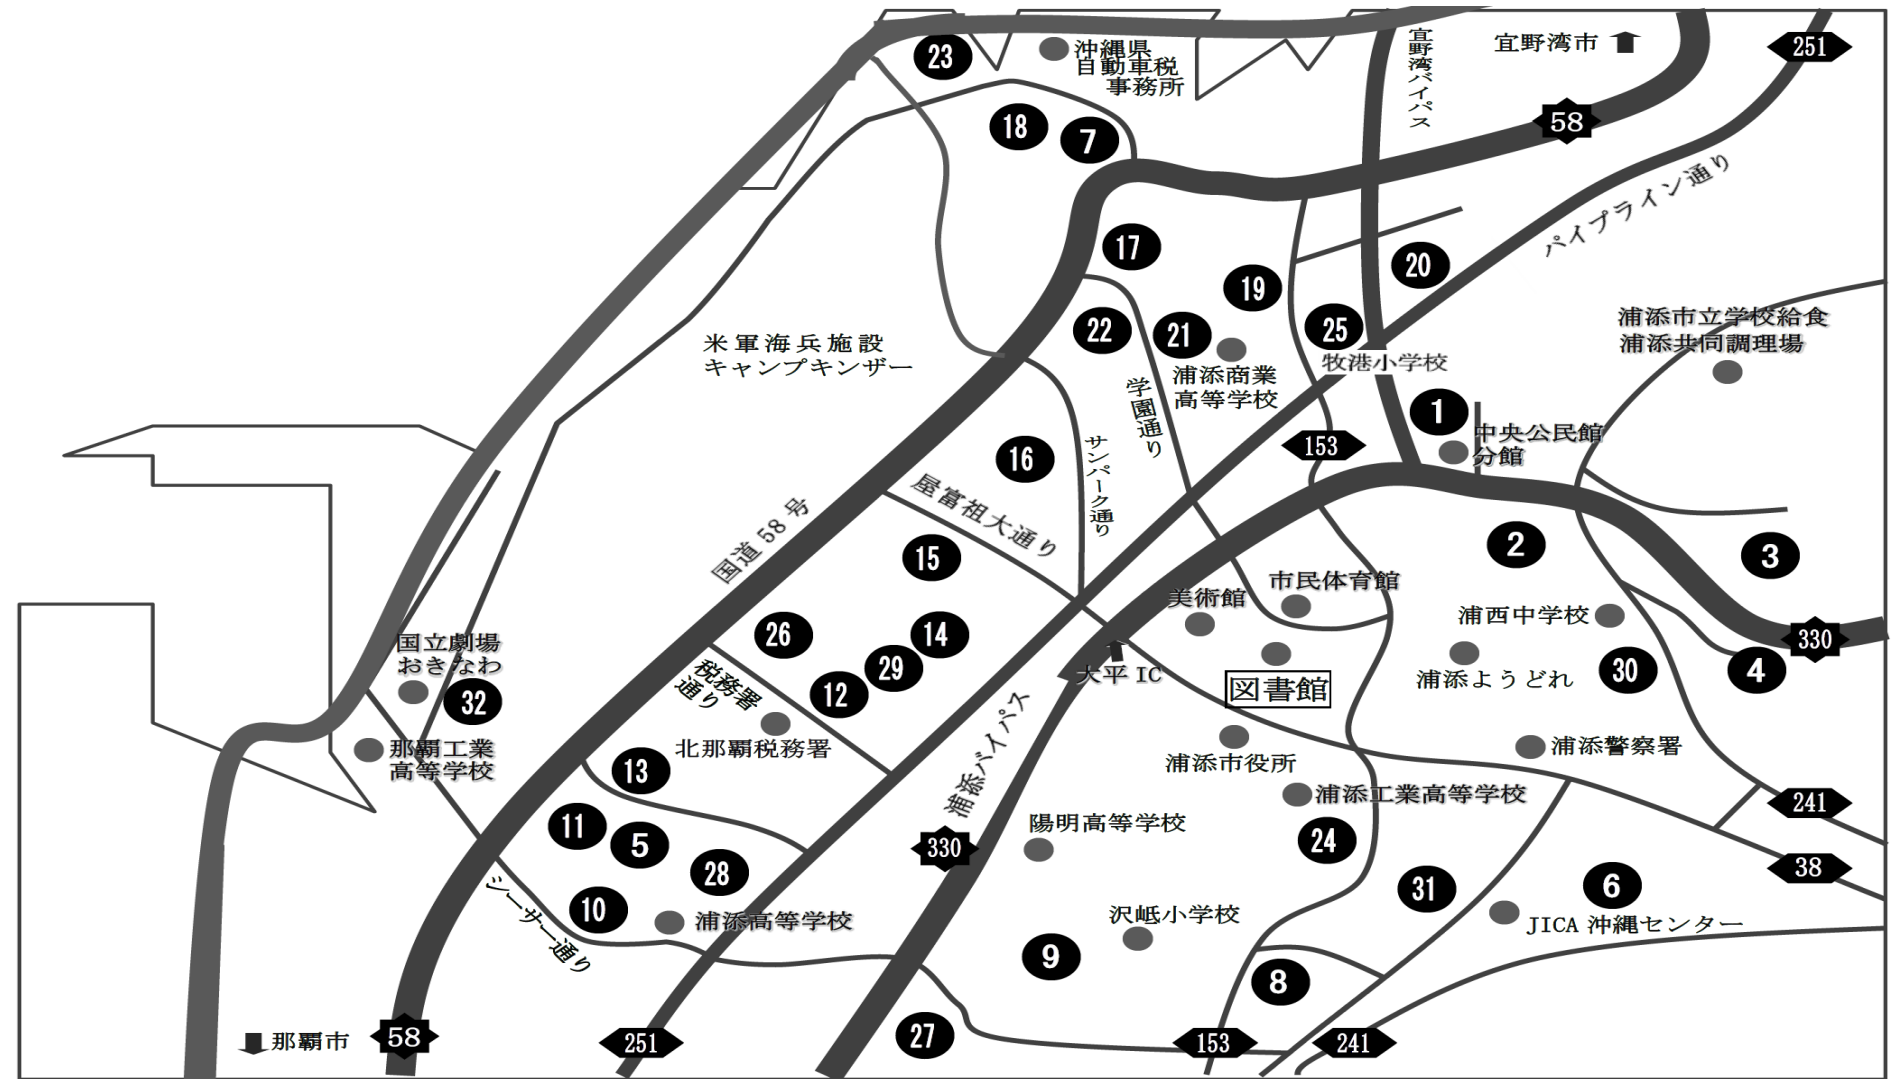 23
沖縄県
自動車税
事務所
宜野湾バイパス
宜野湾市
251
58
18
7
パイプライン通り
17
19
20
22
21
25
浦添市立学校給食
浦添共同調理場
米軍海兵施設
キャンプキンザー
浦添商業
高等学校
牧港小学校
学園通り
1
中央公民館
分館
153
サンパーク通り
16
屋富祖大通り
国道58号
15
2
3
市民体育館
美術館
浦西中学校
330
国立劇場
おきなわ
32
26
14
29
12
税務署
通り
大平IC
図書館
浦添ようどれ
30
4
那覇工業
高等学校
北那覇税務署
13
浦添バイパス
浦添市役所
浦添警察署
浦添工業高等学校
241
11
5
28
330
陽明高等学校
24
38
10
シーサー通り
浦添高等学校
沢岻小学校
31
6
JICA 沖縄センター
9
8
那覇市
58
251
27
153
241